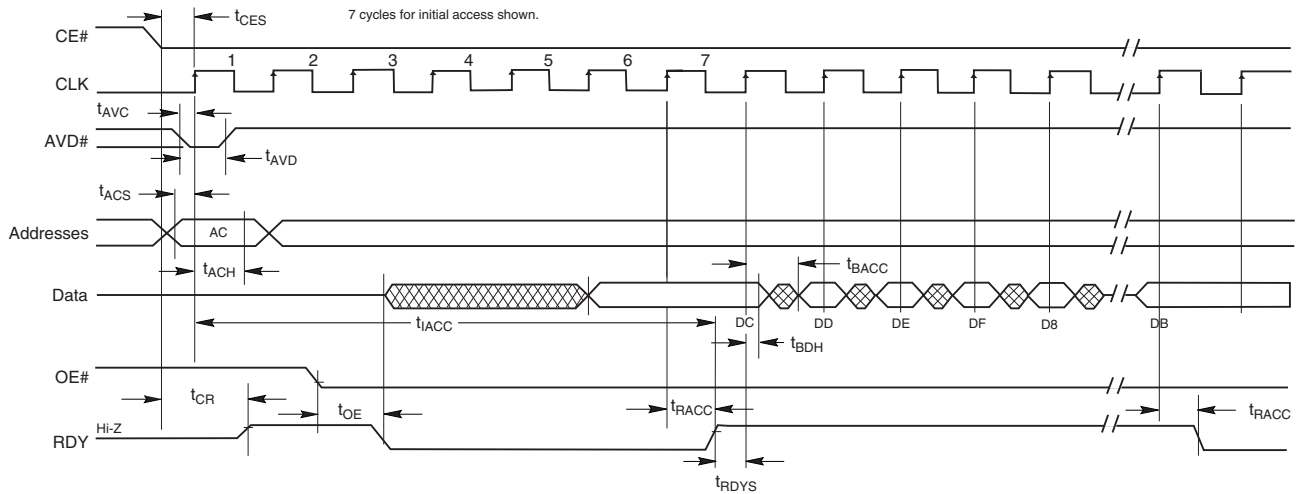 7 cycles for initial access shown.
tCES
CE#
1 2 3 4 5 6 7
CLK
tAVC
AVD#
tAVD
tACS
Addresses
AC
tACH
tBACC
Data
DC DD DE DF D8 DB
tIACC
tBDH
OE#
tCR
tOE
tRACC
tRACC
Hi-Z
RDY
tRDYS